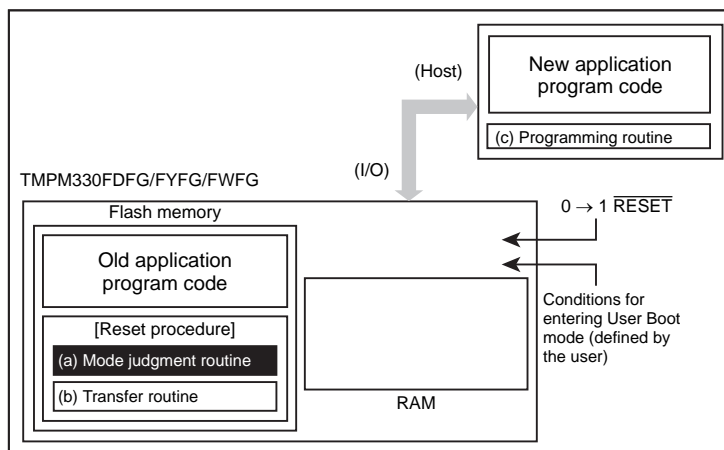 (Host)
New application
program code
(c) Programming routine
(I/O)
TMPM330FDFG/FYFG/FWFG
Flash memory
0 → 1 RESET
Old application
program code
[Reset procedure]
(a) Mode judgment routine
(b) Transfer routine
RAM
Conditions for
entering User Boot
mode (defined by
the user)